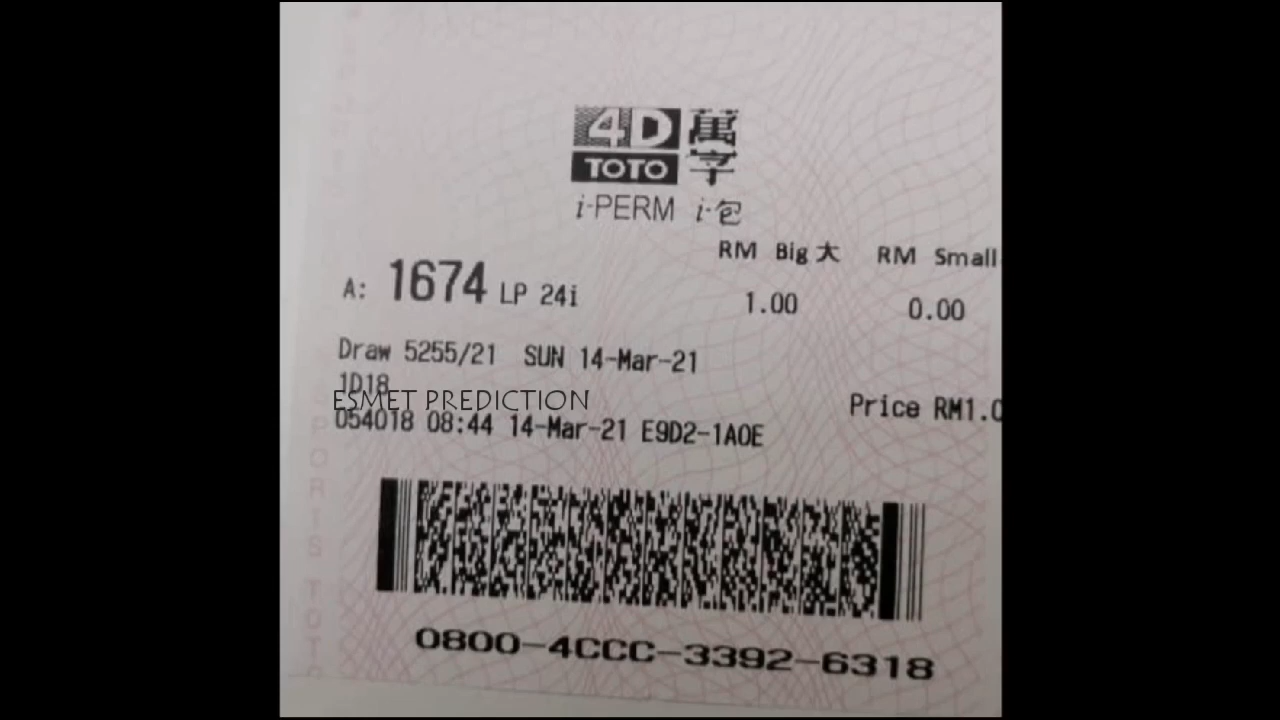 4D 萬字
TOTO
i-PERM i-包
RM Big 大 RM Small
A: 1674 LP 24i 1.00 0.00
Draw 5255/21 SUN 14-Mar-21
1D18
ESMET PREDICTION
Price RM1.0
054018 08:44 14-Mar-21 E9D2-1A0E
0800-4CCC-3392-6318